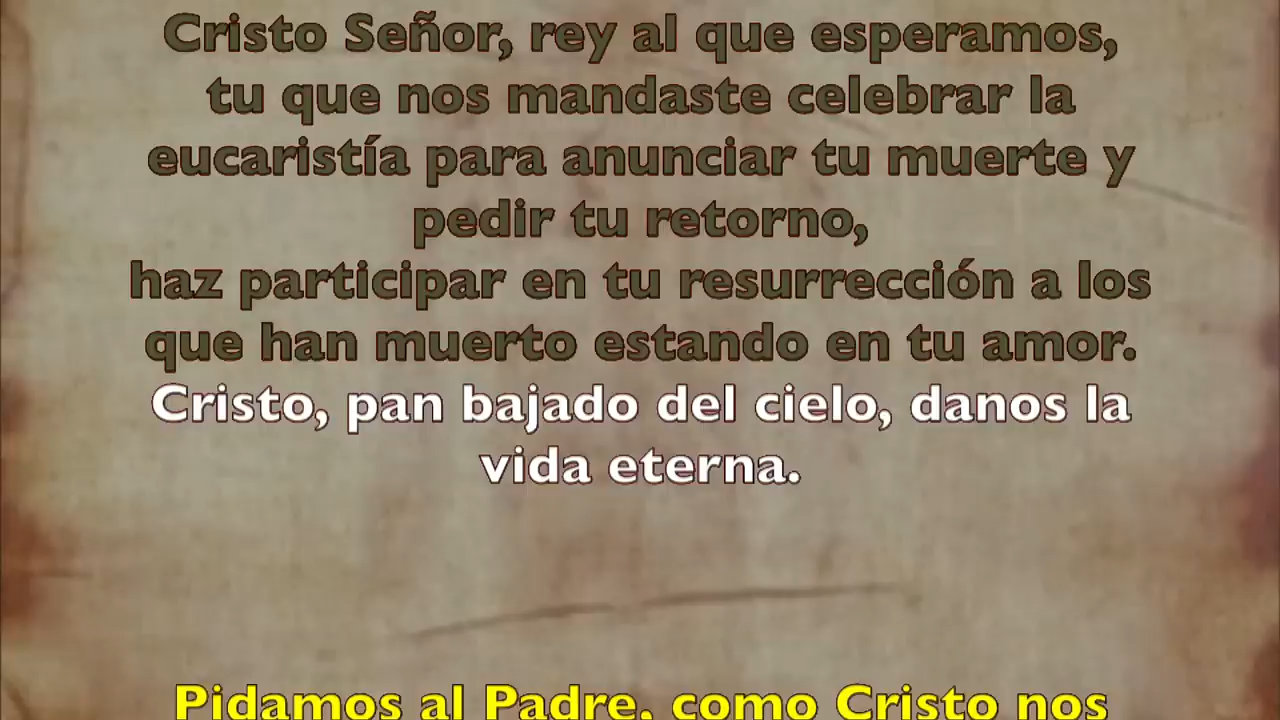 Cristo Señor, rey al que esperamos,
tu que nos mandaste celebrar la
eucaristía para anunciar tu muerte y
pedir tu retorno,
haz participar en tu resurrección a los
que han muerto estando en tu amor.
Cristo, pan bajado del cielo, danos la
vida eterna.
Pidamos al Padre, como Cristo nos